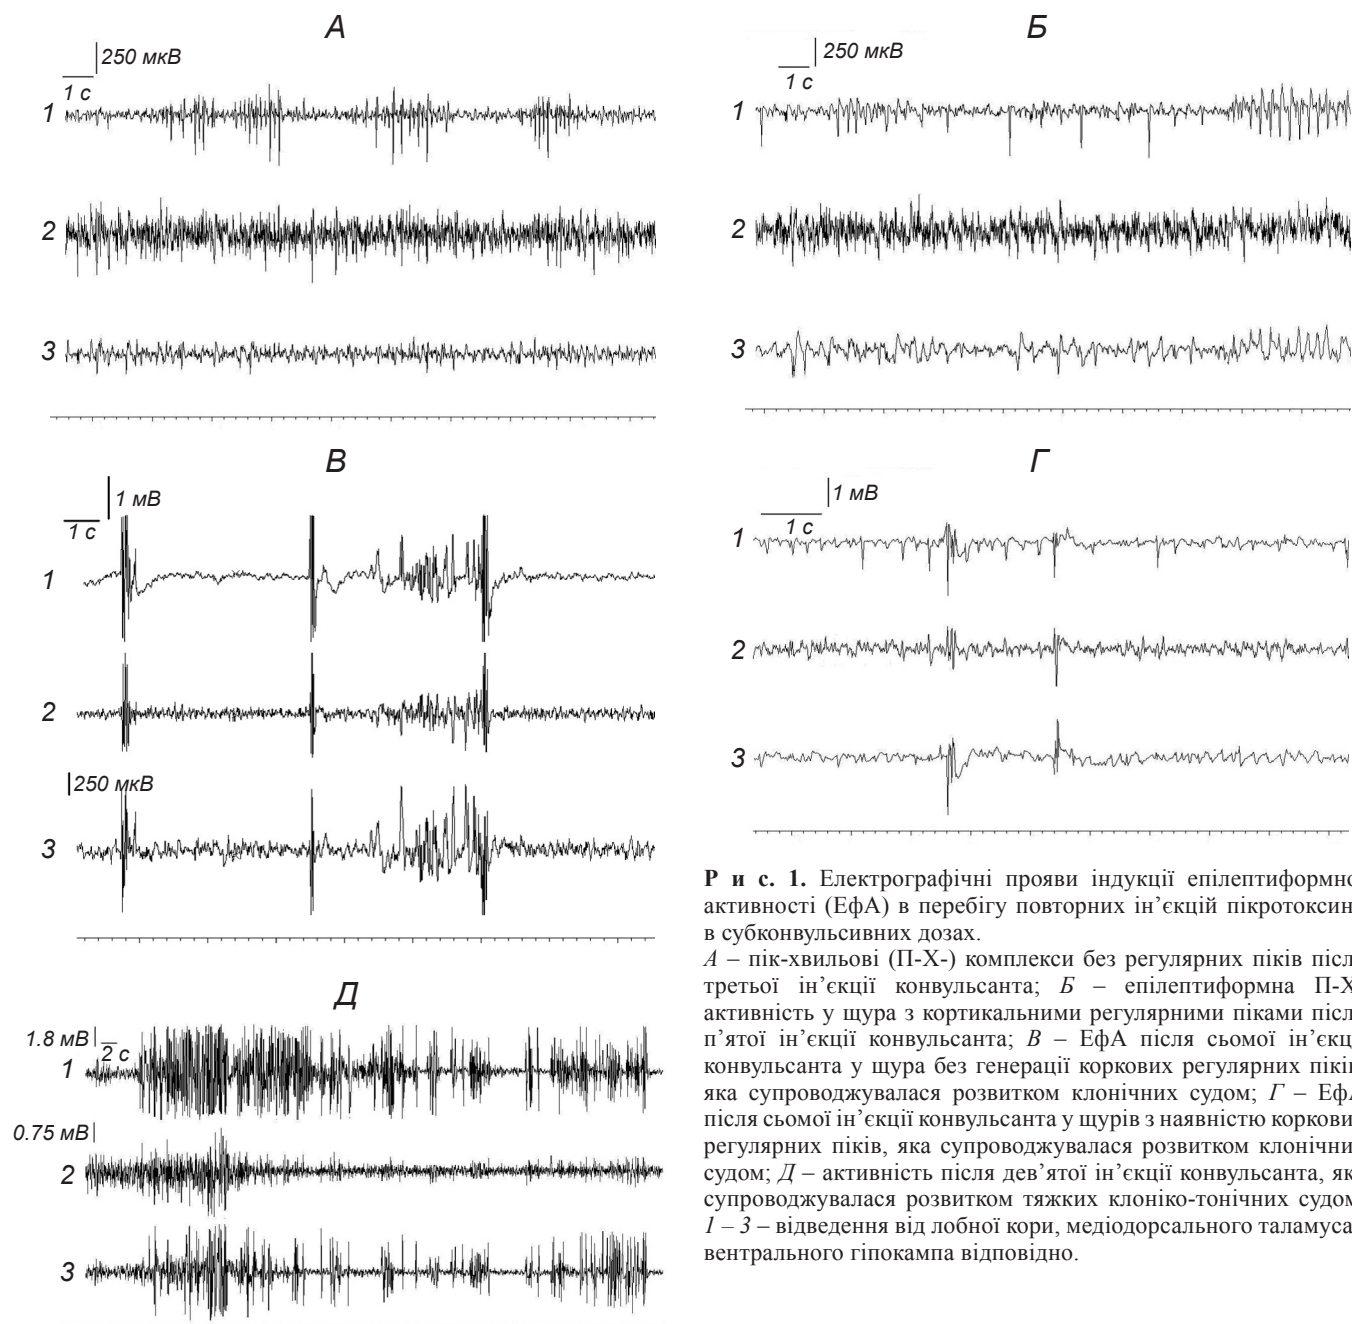 А
250 мкВ
1 с
1
2
3
Б
250 мкВ
1 с
1
2
3
В
1 мВ
1 с
1
2
250 мкВ
3
Г
1 мВ
1 с
1
2
3
Д
1.8 мВ
2 с
1
0.75 мВ
2
3
Р и с. 1. Електрографічні прояви індукції епілептиформно
активності (ЕфА) в перебігу повторних ін’єкцій пікротоксин
в субконвульсивних дозах.
А – пік-хвильові (П-Х-) комплекси без регулярних піків післ
третьої ін’єкції конвульсанта; Б – епілептиформна П-Х
активність у щура з кортикальними регулярними піками післ
п’ятої ін’єкції конвульсанта; В – ЕфА після сьомої ін’єкц
конвульсанта у щура без генерації коркових регулярних піків
яка супроводжувалася розвитком клонічних судом; Г – Еф
після сьомої ін’єкції конвульсанта у щурів з наявністю коркови
регулярних піків, яка супроводжувалася розвитком клонічни
судом; Д – активність після дев’ятої ін’єкції конвульсанта, як
супроводжувалася розвитком тяжких клоніко-тонічних судом
1 – 3 – відведення від лобної кори, медіодорсального таламуса
вентрального гіпокампа відповідно.